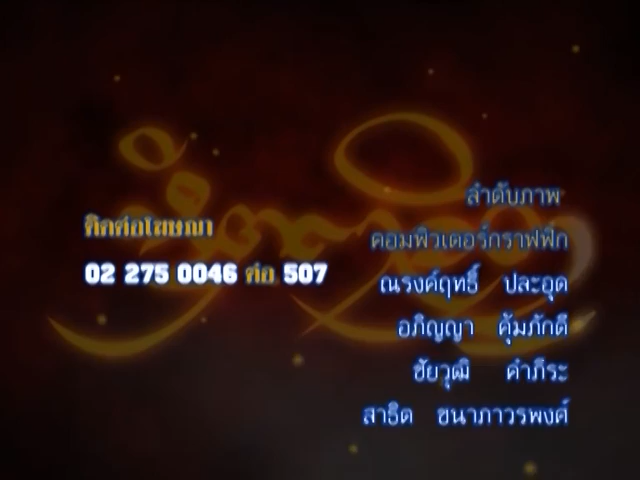 ติดต่อโฆษณา
02 275 0046 ต่อ 507
ลำดับภาพ
คอมพิวเตอร์กราฟฟิก
ณรงค์ฤทธิ์ ปละอุด
อภิญญา คุ้มภักดี
ชัยวุฒิ คำภิระ
สาธิต ชนาภาวรพงศ์